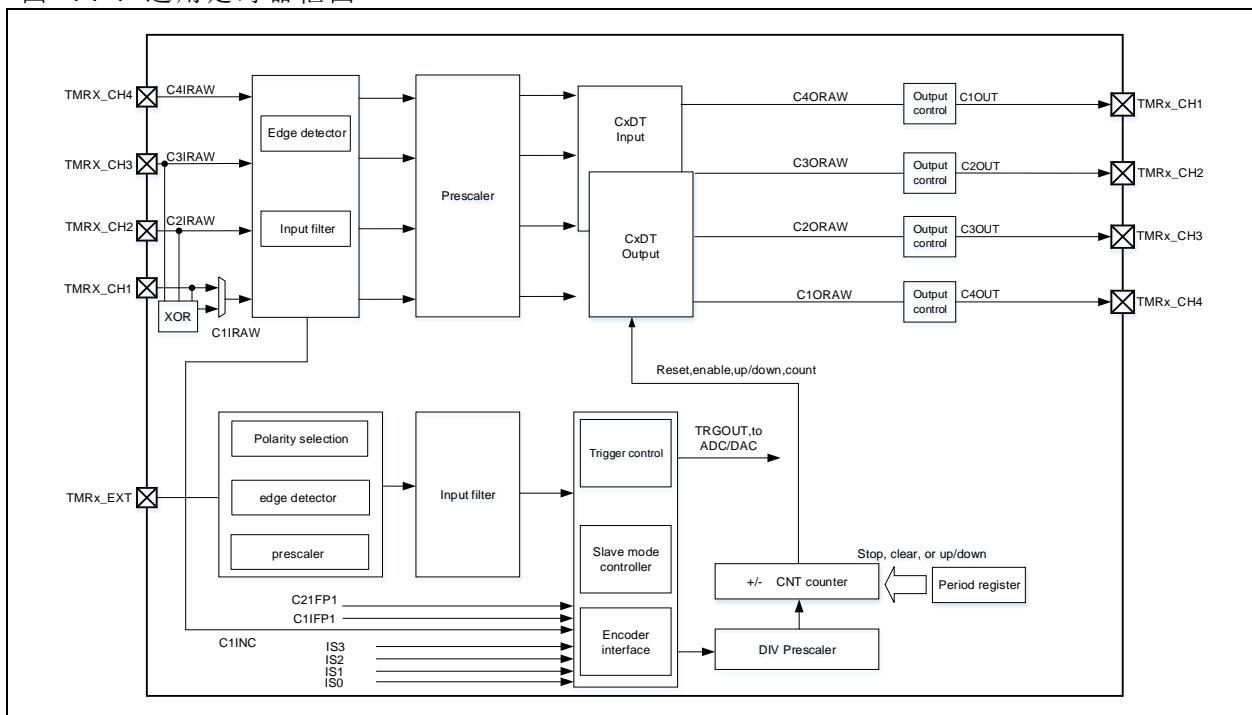 TMRX_CH4
C4IRAW
TMRX_CH3
C3IRAW
TMRX_CH2
C2IRAW
TMRX_CH1
XOR
C1IRAW
Edge detector
Input filter
Prescaler
CxDT
Input
CxDT
Output
C4ORAW
Output
control
C1OUT
TMRx_CH1
C3ORAW
Output
control
C2OUT
TMRx_CH2
C2ORAW
Output
control
C3OUT
TMRx_CH3
C1ORAW
Output
control
C4OUT
TMRx_CH4
Reset,enable,up/down,count
TMRx_EXT
Polarity selection
edge detector
prescaler
Input filter
Trigger control
Slave mode
controller
Encoder
interface
TRGOUT,to
ADC/DAC
C21FP1
C1IFP1
C1INC
IS3
IS2
IS1
IS0
Stop, clear, or up/down
+/- CNT counter
Period register
DIV Prescaler